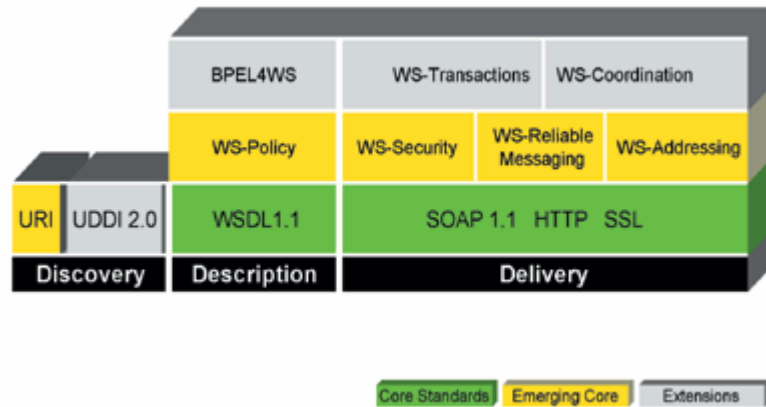 BPEL4WS WS-Transactions WS-Coordination
WS-Policy WS-Security WS-Reliable Messaging WS-Addressing
URI UDDI 2.0 WSDL1.1 SOAP 1.1 HTTP SSL
Discovery Description Delivery
Core Standards Emerging Core Extensions